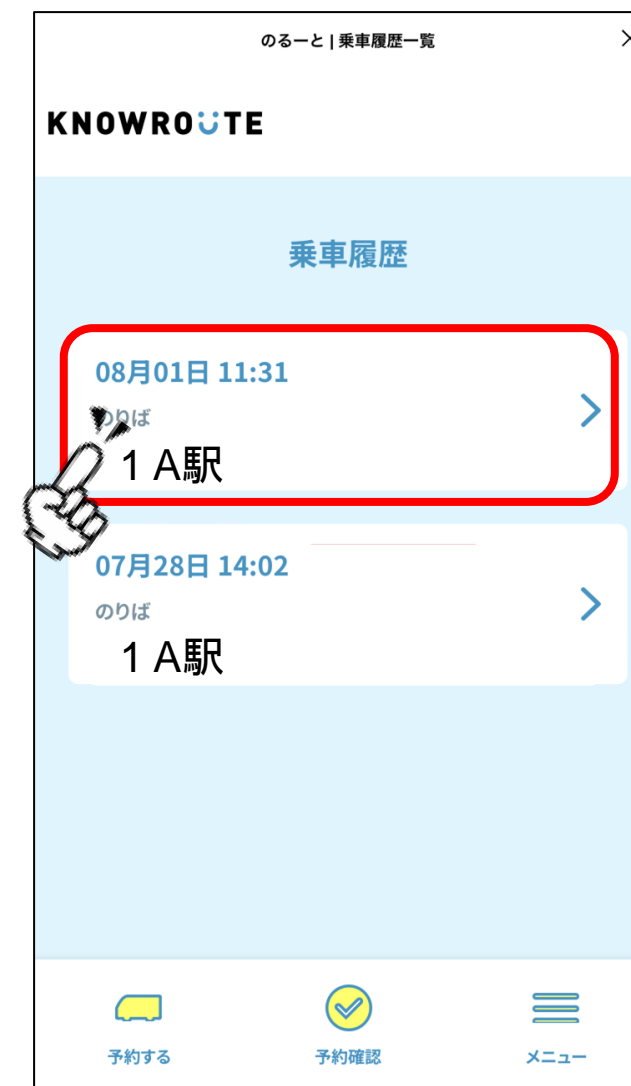 のるーと | 乗車履歴一覧
KNOWROUTE
乗車履歴
08月01日 11:31
のりば
1 A駅
07月28日 14:02
のりば
1 A駅
予約する
予約確認
メニュー